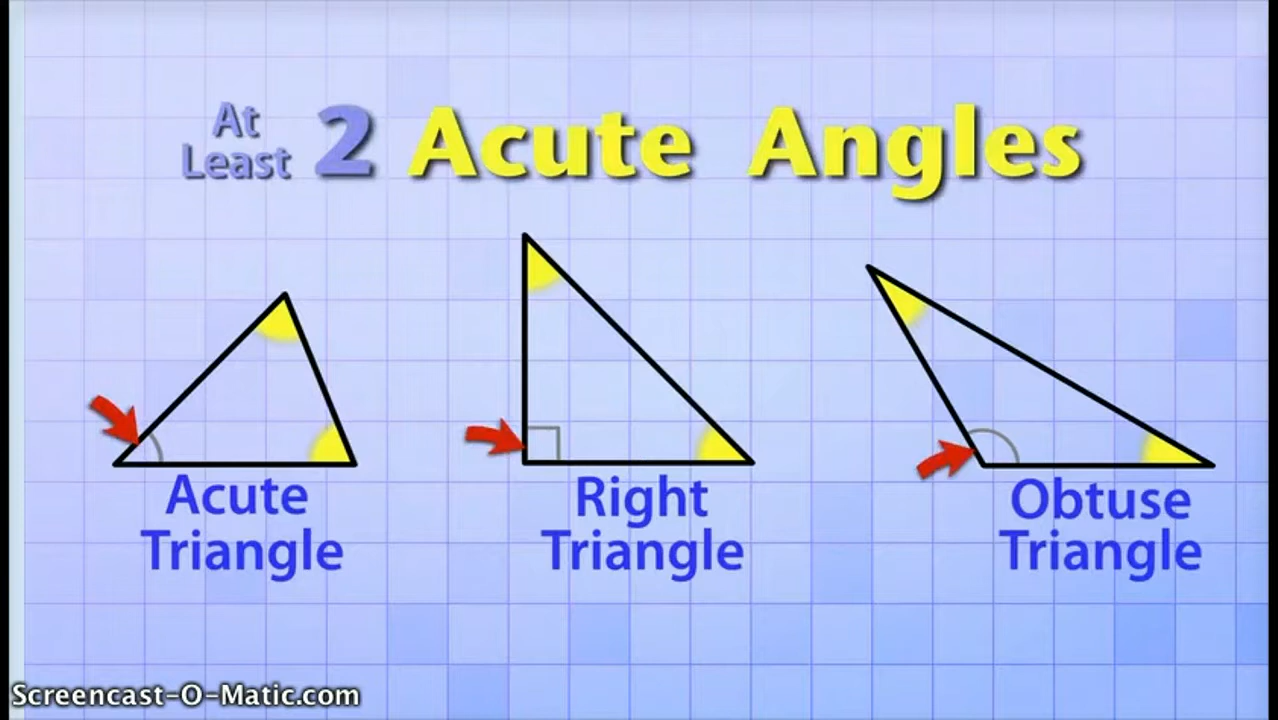 At
Least 2 Acute Angles
Acute
Triangle
Right
Triangle
Obtuse
Triangle
Screencast-O-Matic.com